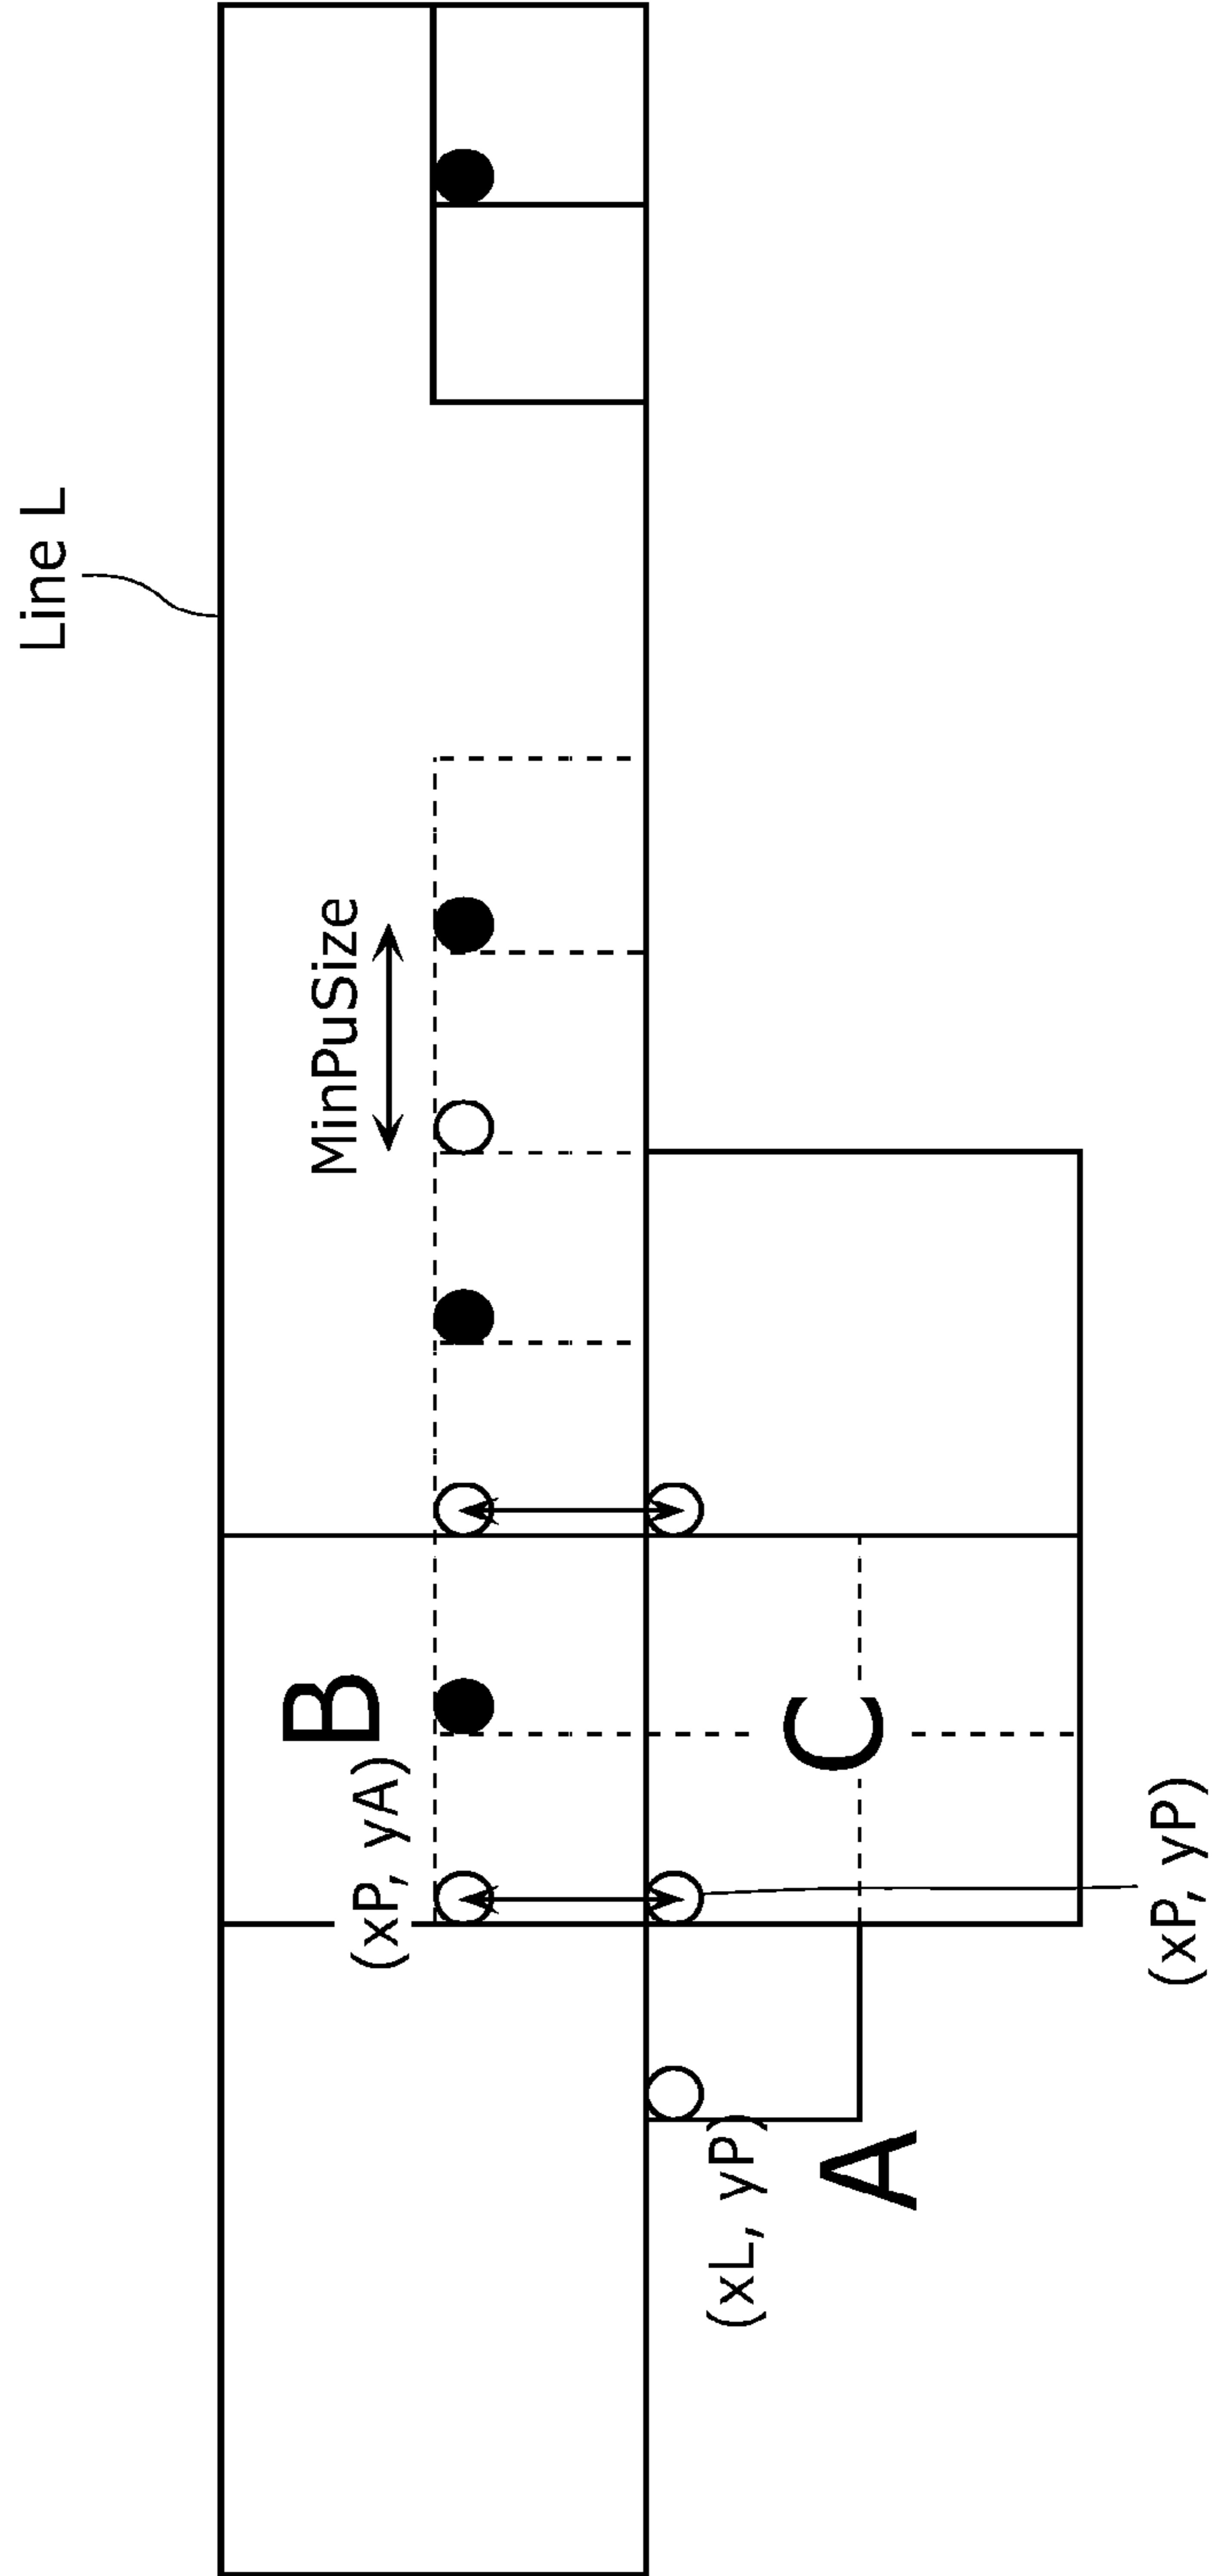 Line L
MinPuSize
B
(xP, yA)
C
(xP, yP)
(xL, yP)
A